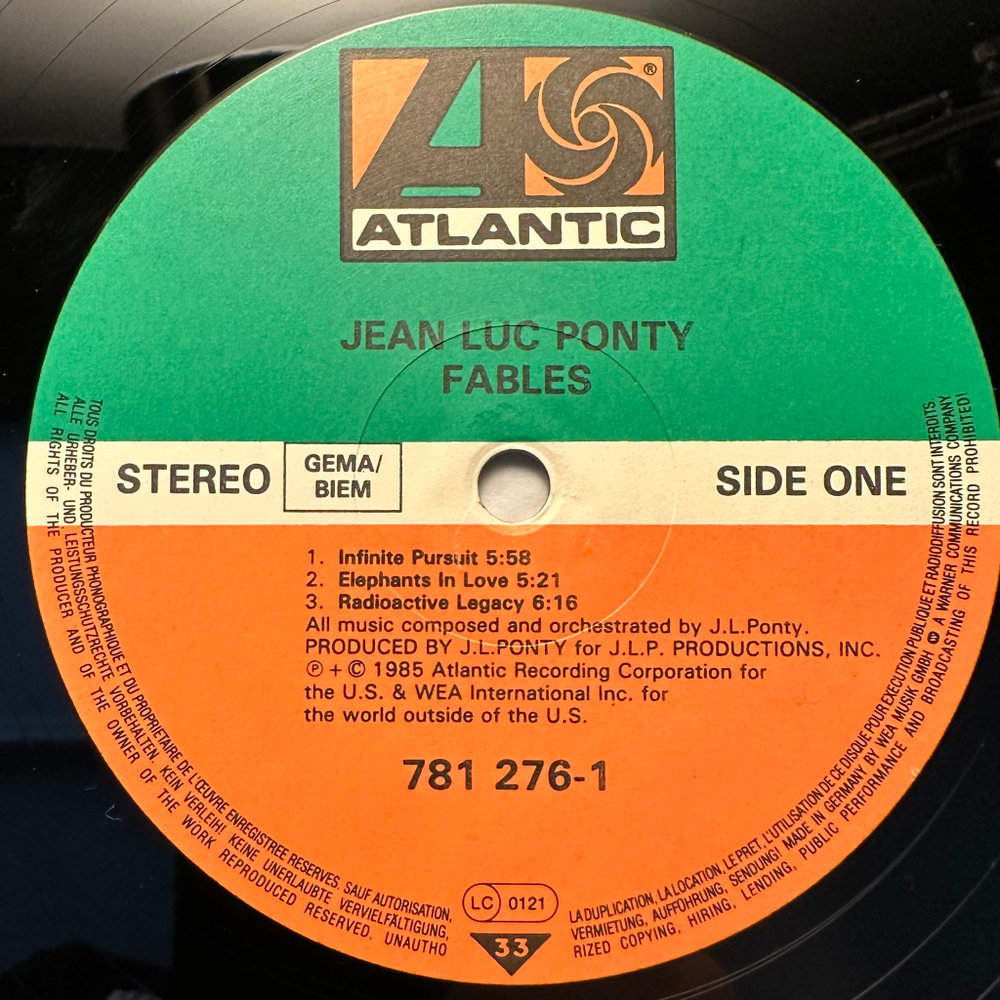 ®
ATLANTIC
JEAN LUC PONTY
FABLES
STEREO
GEMA/
BIEM
SIDE ONE
1. Infinite Pursuit 5:58
2. Elephants In Love 5:21
3. Radioactive Legacy 6:16
All music composed and orchestrated by J.L.Ponty.
PRODUCED BY J.L.PONTY for J.L.P. PRODUCTIONS, INC.
℗ + © 1985 Atlantic Recording Corporation for
the U.S. & WEA International Inc. for
the world outside of the U.S.
781 276-1
LC 0121
33
TOUS DROITS DU PRODUCTEUR PHONOGRAPHIQUE ET DU PROPRIETAIRE DE L'ŒUVRE ENREGISTREE RESERVES. SAUF AUTORISATION, LA DUPLICATION, LA LOCATION, LE PRET, L'UTILISATION DE CE DISQUE POUR EXECUTION PUBLIQUE ET RADIODIFFUSION SONT INTERDITS.
ALLE URHEBER- UND LEISTUNGSSCHUTZRECHTE VORBEHALTEN. KEIN VERLEIH! KEINE UNERLAUBTE VERVIELFÄLTIGUNG, VERMIETUNG, AUFFÜHRUNG, SENDUNG! MADE IN GERMANY BY WEA MUSIK GMBH A WARNER COMMUNICATIONS COMPANY
ALL RIGHTS OF THE PRODUCER AND OF THE OWNER OF THE WORK REPRODUCED RESERVED. UNAUTHORIZED COPYING, HIRING, LENDING, PUBLIC PERFORMANCE AND BROADCASTING OF THIS RECORD PROHIBITED!